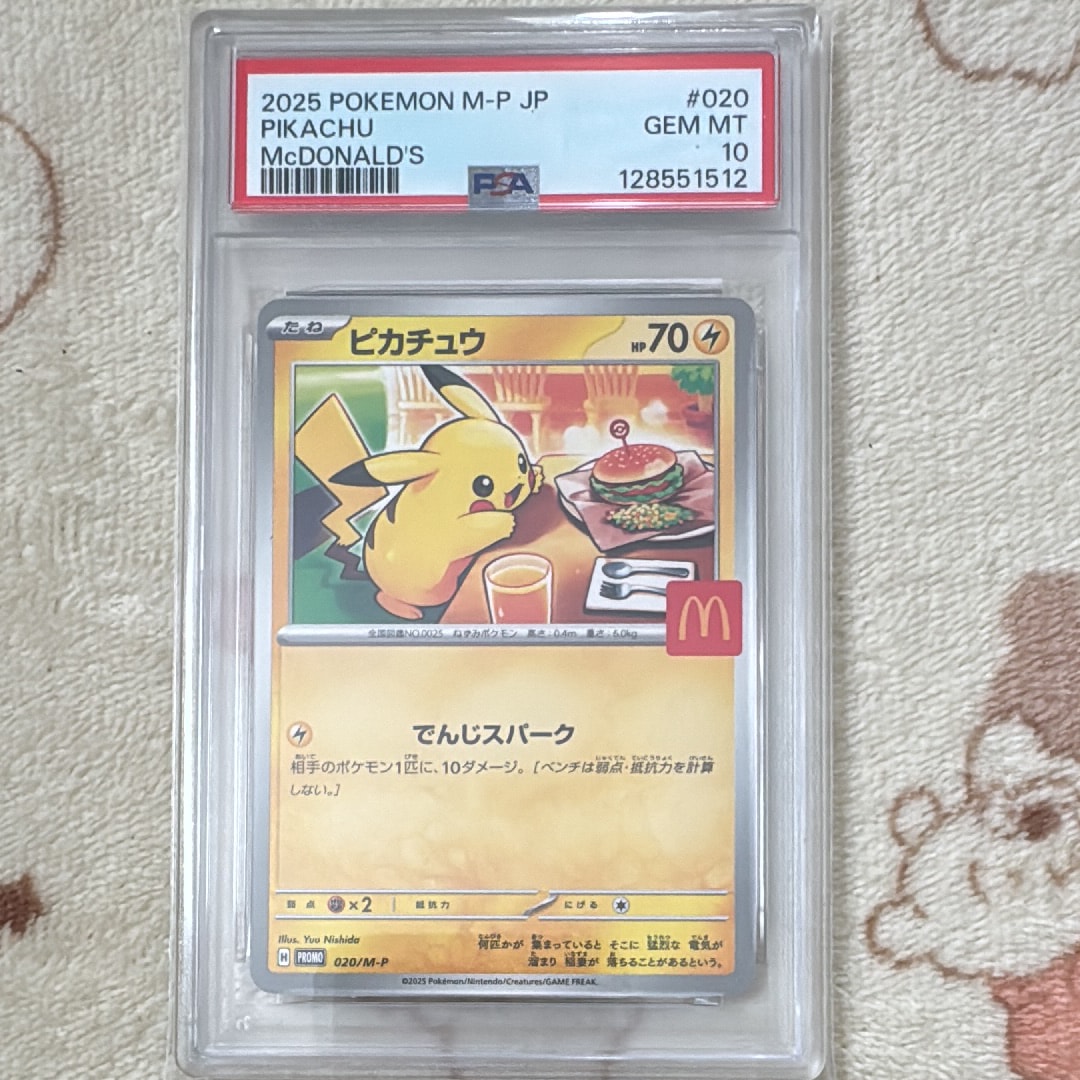 2025 POKEMON M-P JP #020
PIKACHU GEM MT
McDONALD'S 10
PSA 128551512
たね ピカチュウ HP70
全国図鑑NO.0025 ねずみポケモン 高さ:0.4m 重さ:6.0kg
でんじスパーク
相手のポケモン1匹に、10ダメージ。[ベンチは弱点・抵抗力を計算
しない。]
弱点 ×2 抵抗力 にげる
Illus. Yuu Nishida
何匹かが 集まっていると そこに 猛烈な 電気が
溜まり 稲妻が 落ちることがあるという。
H PROMO 020/M-P
©2025 Pokémon/Nintendo/Creatures/GAME FREAK.